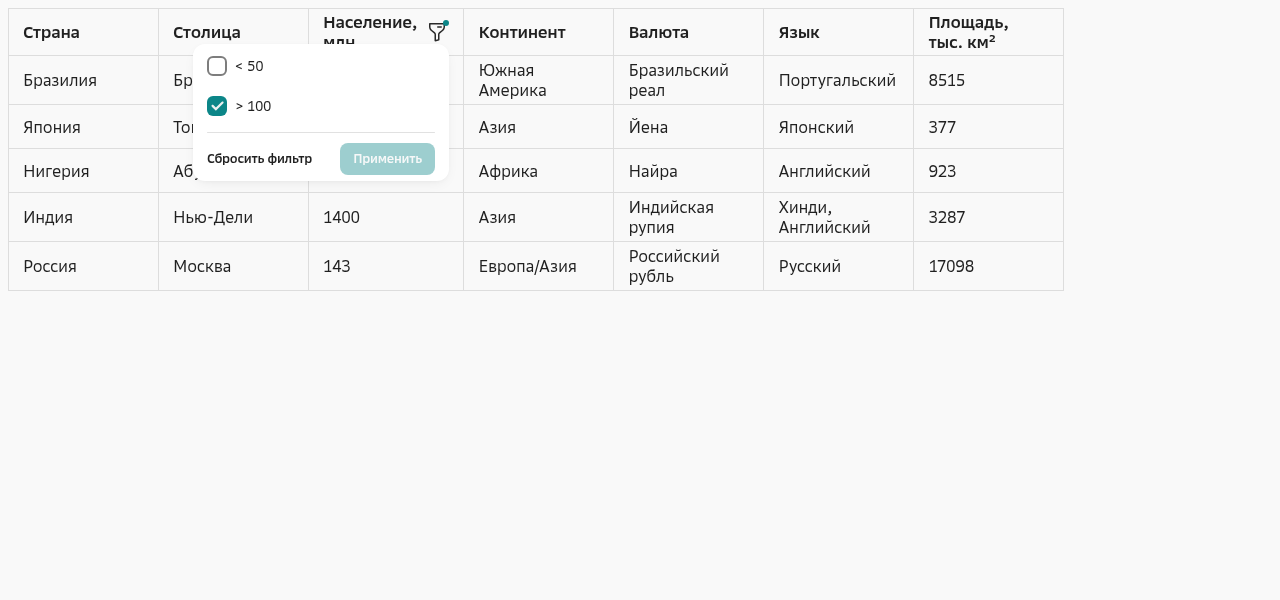 Страна
Столица
Население,
Континент
Валюта
Язык
Площадь,
тыс. км²
Бразилия
Южная
Америка
Бразильский
реал
Португальский
8515
< 50
> 100
Сбросить фильтр
Применить
Япония
Азия
Йена
Японский
377
Нигерия
Африка
Найра
Английский
923
Индия
Нью-Дели
1400
Азия
Индийская
рупия
Хинди,
Английский
3287
Россия
Москва
143
Европа/Азия
Российский
рубль
Русский
17098